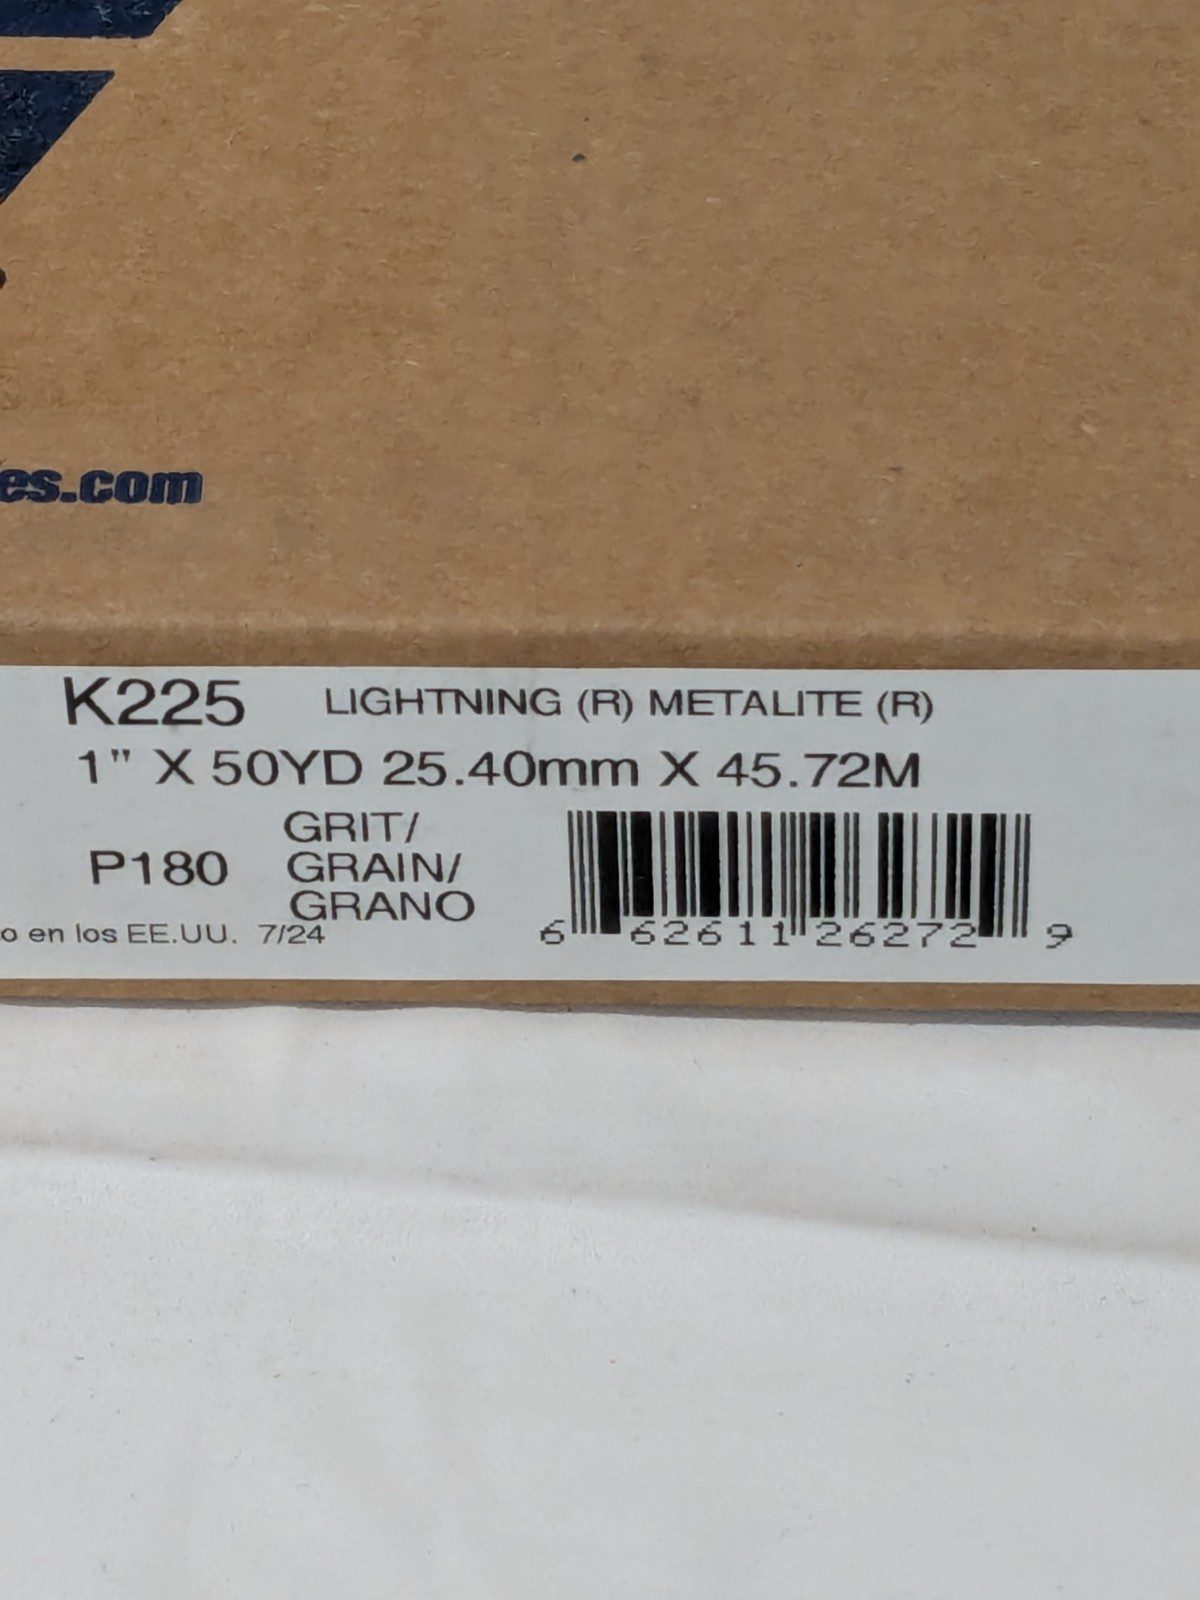 es.com
K225 LIGHTNING (R) METALITE (R)
1" X 50YD 25.40mm X 45.72M
P180
GRIT/
GRAIN/
GRANO
o en los EE.UU. 7/24
6 62611 26272 9